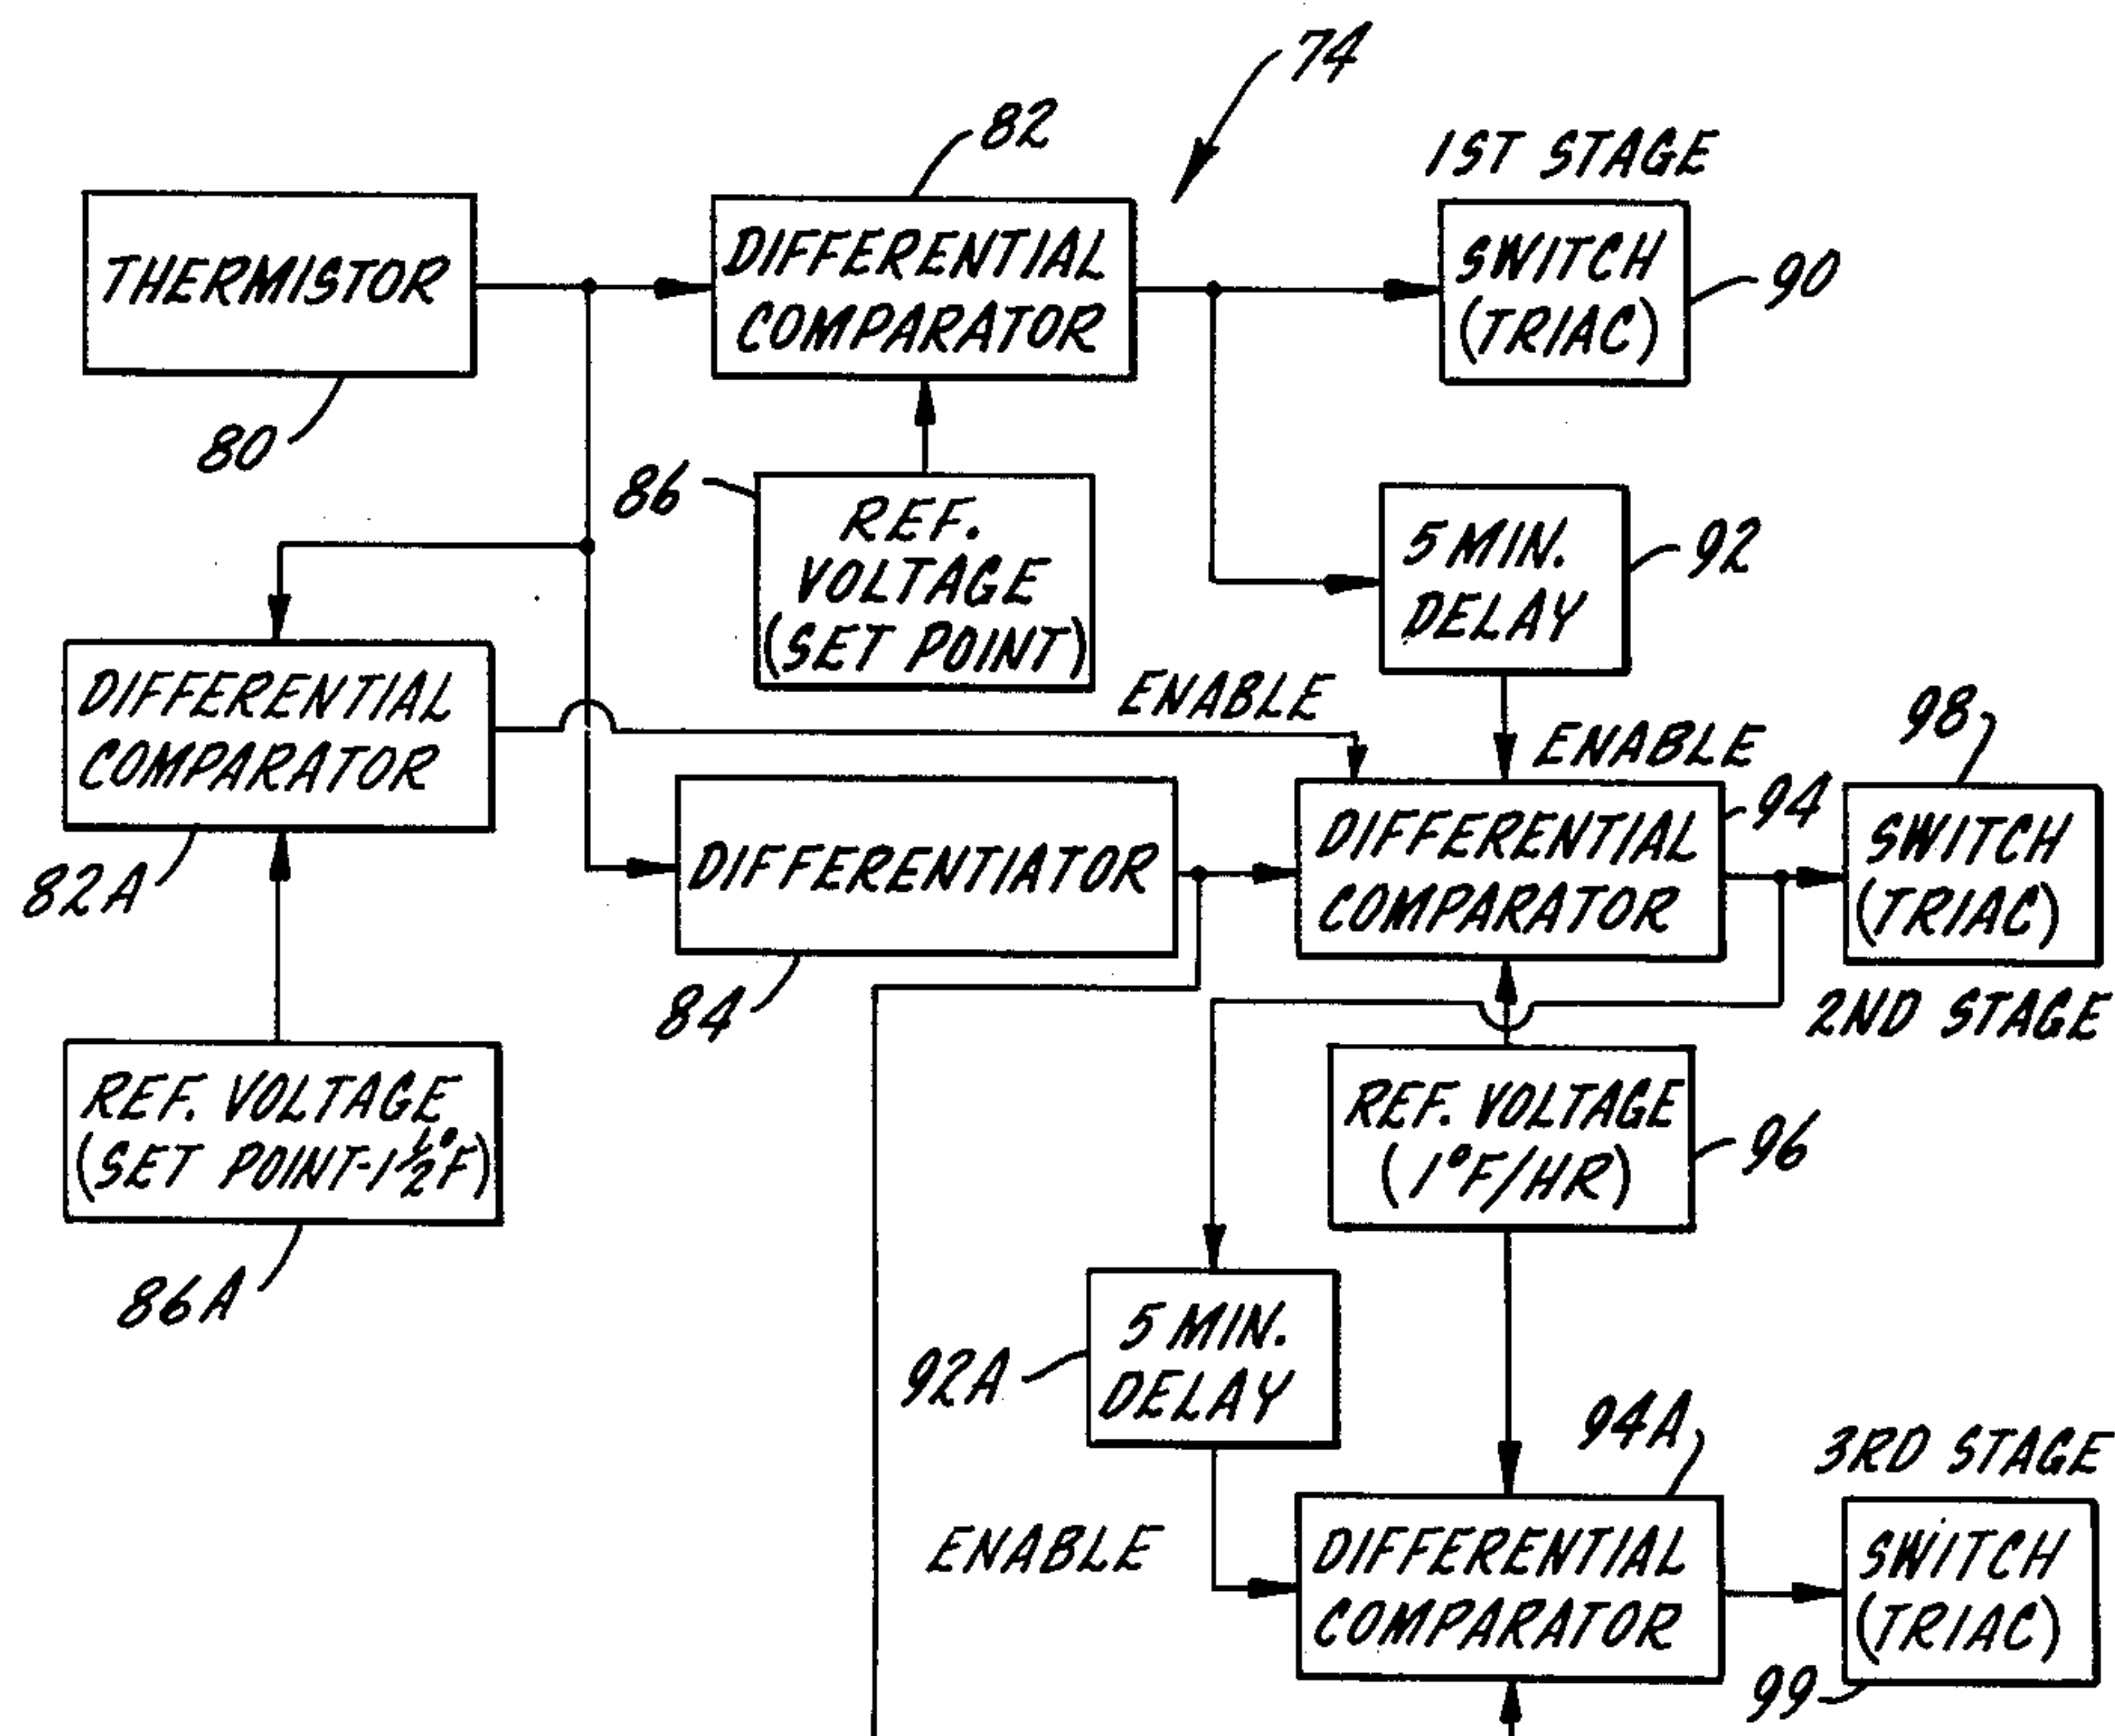 74
82
1ST STAGE
THERMISTOR
DIFFERENTIAL
COMPARATOR
SWITCH
(TRIAC)
90
80
86
REF.
VOLTAGE
(SET POINT)
5 MIN.
DELAY
92
DIFFERENTIAL
COMPARATOR
82A
ENABLE
ENABLE
98
DIFFERENTIATOR
84
DIFFERENTIAL
COMPARATOR
94
SWITCH
(TRIAC)
2ND STAGE
REF. VOLTAGE
(SET POINT-1 1/2°F)
86A
REF. VOLTAGE
(1°F/HR)
96
5 MIN.
DELAY
92A
94A
3RD STAGE
ENABLE
DIFFERENTIAL
COMPARATOR
SWITCH
(TRIAC)
99